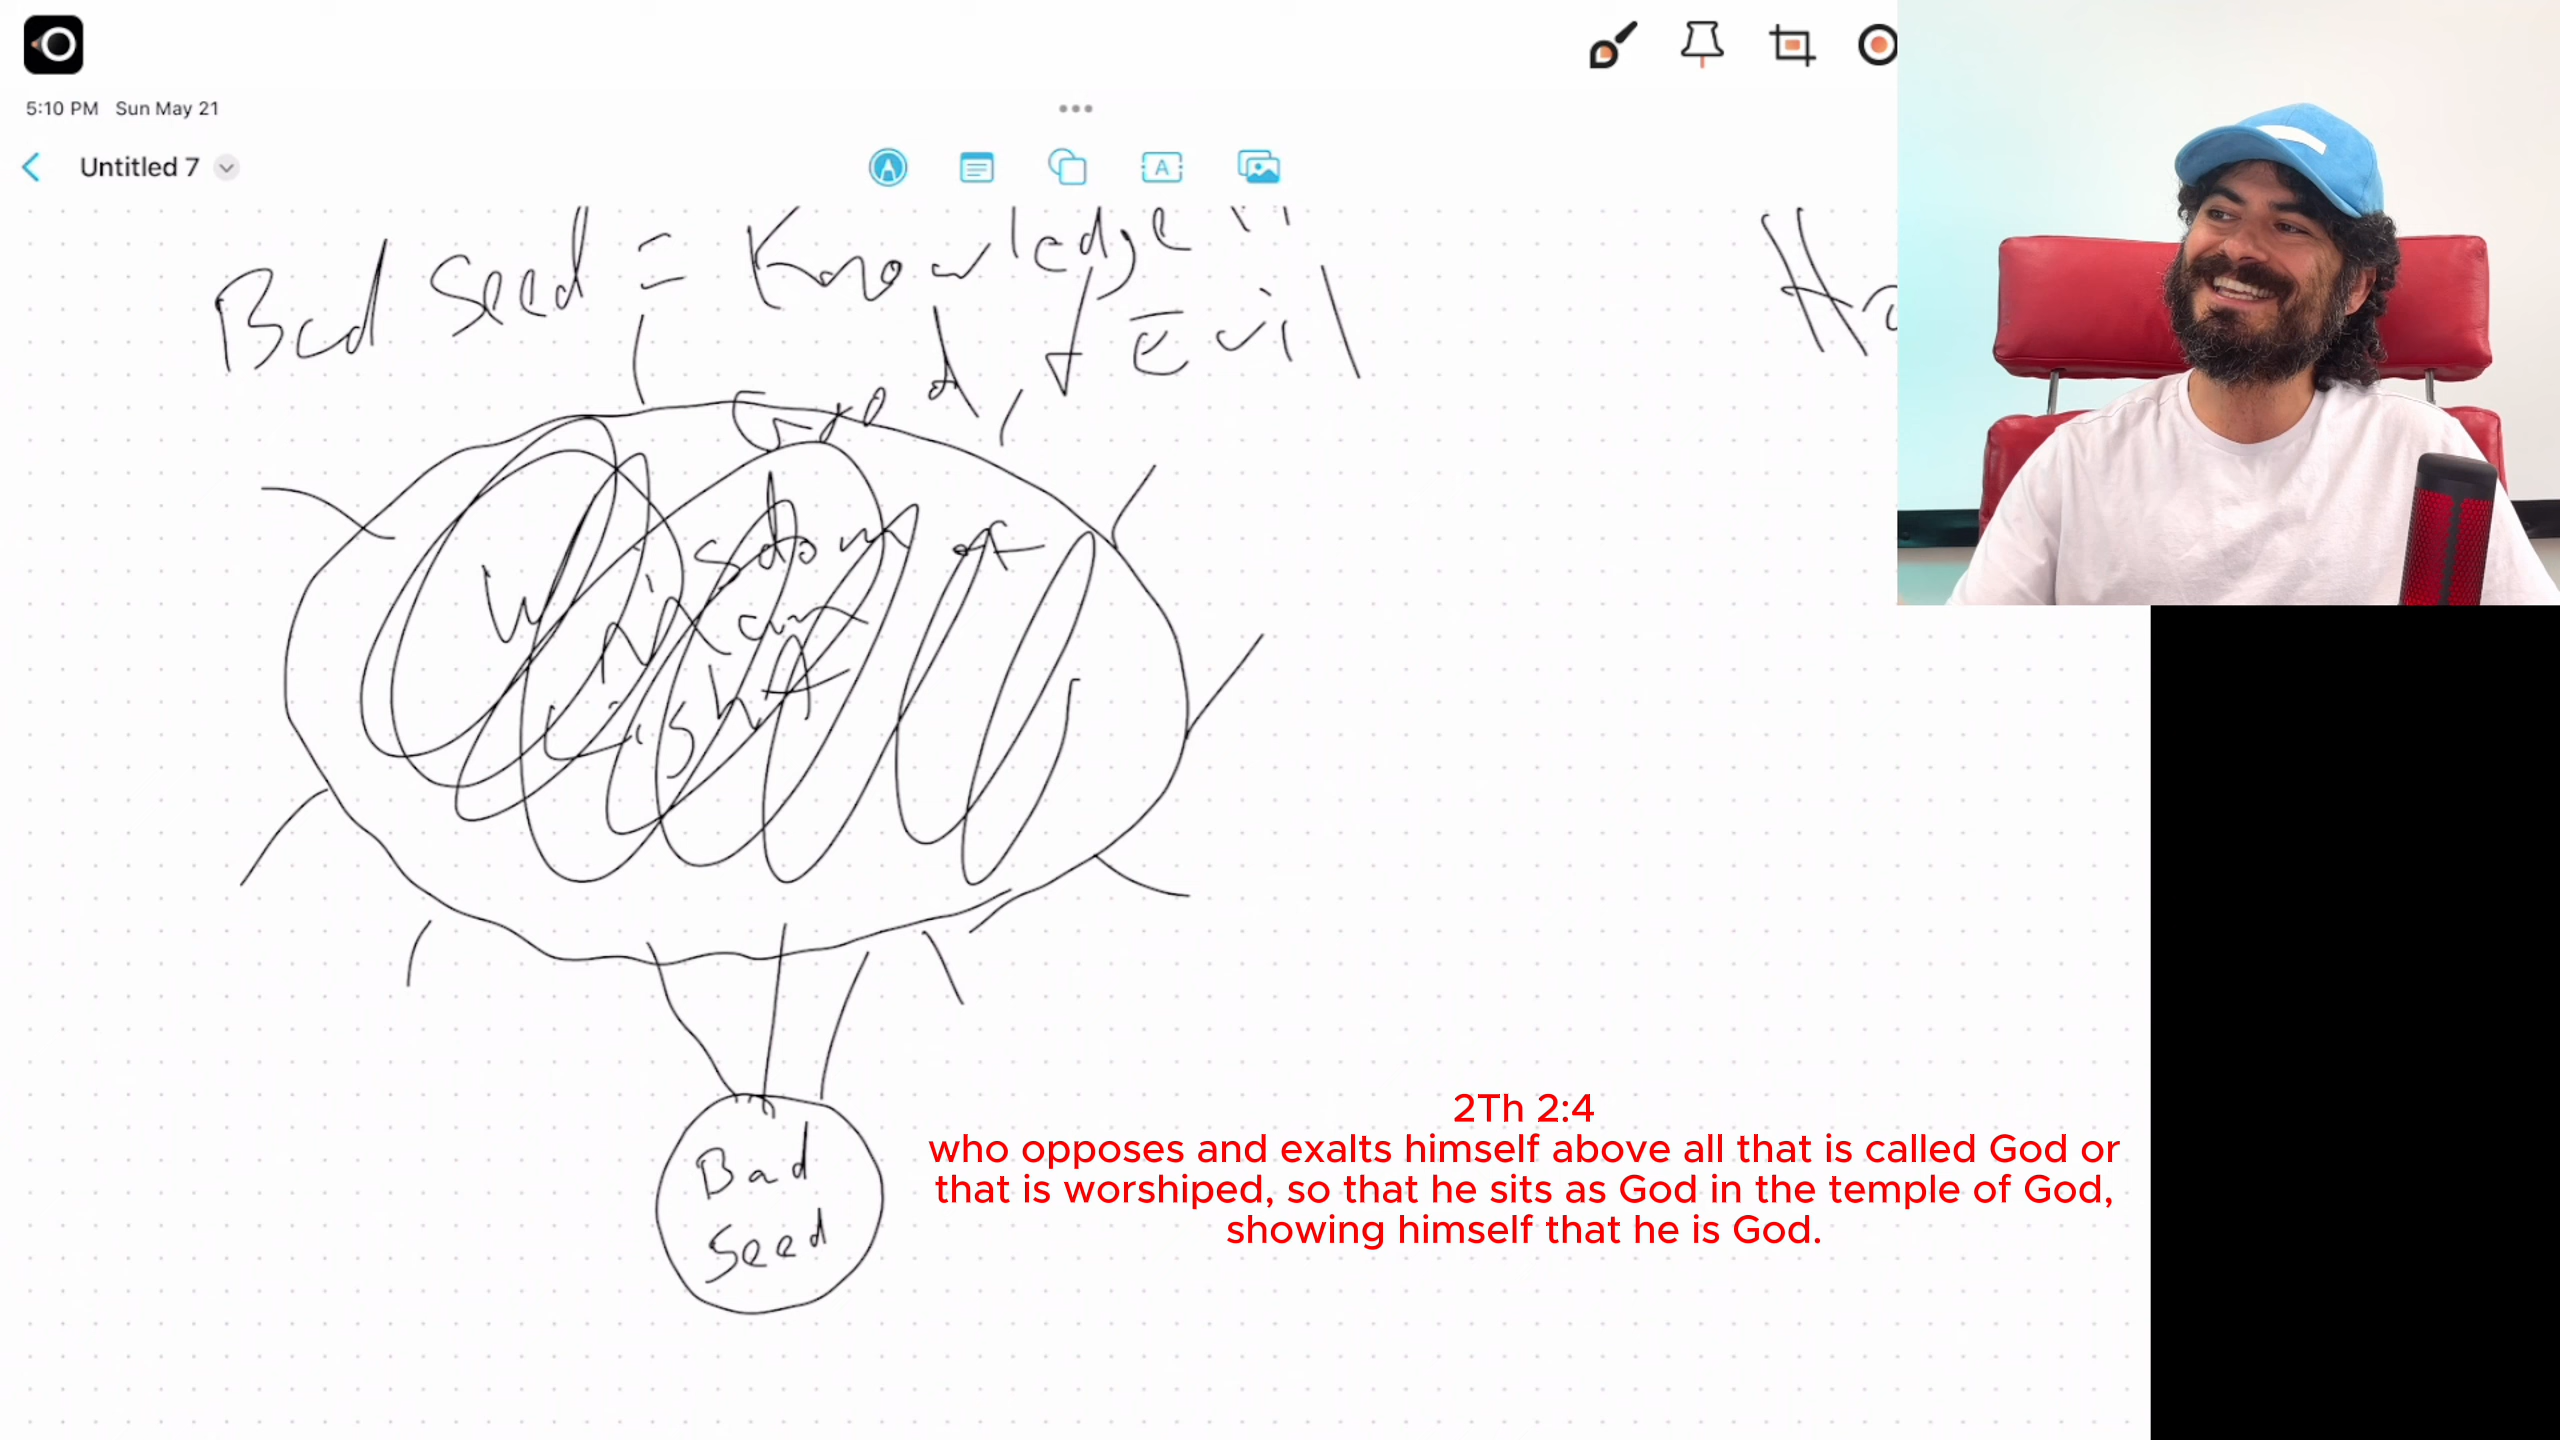 5:10 PM Sun May 21
Untitled 7
A
Bad seed = Knowledge "
Good, & Evil
Wisdom of
Light
Bad
Seed
2Th 2:4
who opposes and exalts himself above all that is called God or
that is worshiped, so that he sits as God in the temple of God,
showing himself that he is God.